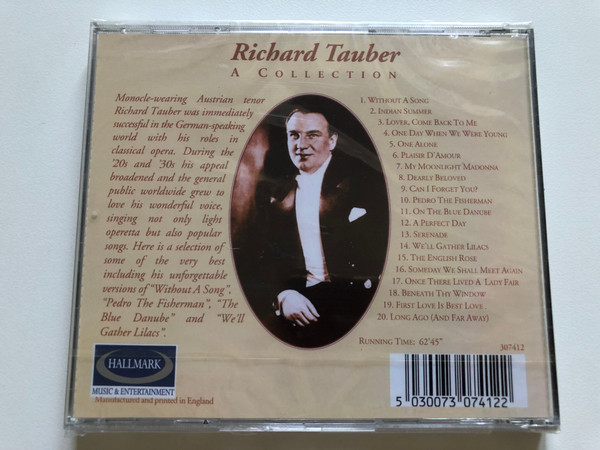 Richard Tauber
A COLLECTION
Monocle-wearing Austrian tenor
Richard Tauber was immediately
successful in the German-speaking
world with his roles in
classical opera. During the
'20s and '30s his appeal
broadened and the general
public worldwide grew to
love his wonderful voice,
singing not only light
operetta but also popular
songs. Here is a selection of
some of the very best
including his unforgettable
versions of "Without A Song",
"Pedro The Fisherman", "The
Blue Danube" and "We'll
Gather Lilacs".
1. WITHOUT A SONG
2. INDIAN SUMMER
3. LOVER, COME BACK TO ME
4. ONE DAY WHEN WE WERE YOUNG
5. ONE ALONE
6. PLAISIR D'AMOUR
7. MY MOONLIGHT MADONNA
8. DEARLY BELOVED
9. CAN I FORGET YOU?
10. PEDRO THE FISHERMAN
11. ON THE BLUE DANUBE
12. A PERFECT DAY
13. SERENADE
14. WE'LL GATHER LILACS
15. THE ENGLISH ROSE
16. SOMEDAY WE SHALL MEET AGAIN
17. ONCE THERE LIVED A LADY FAIR
18. BENEATH THY WINDOW
19. FIRST LOVE IS BEST LOVE
20. LONG AGO (AND FAR AWAY)
RUNNING TIME: 62'45"
307412
HALLMARK
MUSIC & ENTERTAINMENT
Manufactured and printed in England
5 030073 074122